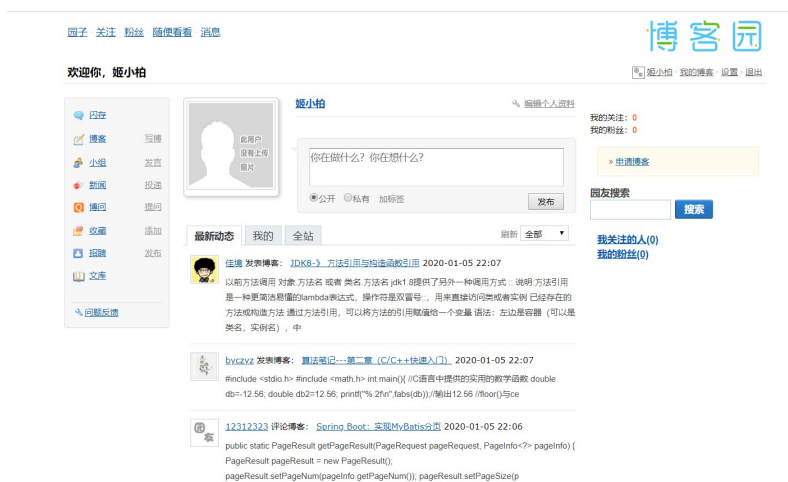 园子 关注 粉丝 随便看看 消息
博客园
欢迎你，姬小柏
姬小柏 · 我的博客 · 设置 · 退出
闪存
博客 写博
小组 发言
新闻 投递
博问 提问
收藏 添加
招聘 发布
文库
问题反馈
此用户
没有上传
照片
姬小柏
编辑个人资料
你在做什么？你在想什么？
公开 私有 加标签
发布
最新动态 我的 全站
刷新 全部
佳境 发表博客： JDK8-》 方法引用与构造函数引用 2020-01-05 22:07
以前方法调用 对象.方法名 或者 类名.方法名 jdk1.8提供了另外一种调用方式 :: 说明:方法引用
是一种更简洁易懂的lambda表达式，操作符是双冒号::，用来直接访问类或者实例 已经存在的
方法或构造方法 通过方法引用，可以将方法的引用赋值给一个变量 语法：左边是容器（可以是
类名，实例名），中
byczyz 发表博客： 算法笔记---第二章（C/C++快速入门） 2020-01-05 22:07
#include <stdio.h> #include <math.h> int main(){ //C语言中提供的实用的数学函数 double
db=-12.56; double db2=12.56; printf("%.2f\n",fabs(db));//输出12.56 //floor()与ce
园友
12312323 评论博客： Spring Boot：实现MyBatis分页 2020-01-05 22:06
public static PageResult getPageResult(PageRequest pageRequest, PageInfo<?> pageInfo) {
PageResult pageResult = new PageResult();
pageResult.setPageNum(pageInfo.getPageNum()); pageResult.setPageSize(p
我的关注：0
我的粉丝：0
» 申请博客
园友搜索
搜索
我关注的人(0)
我的粉丝(0)